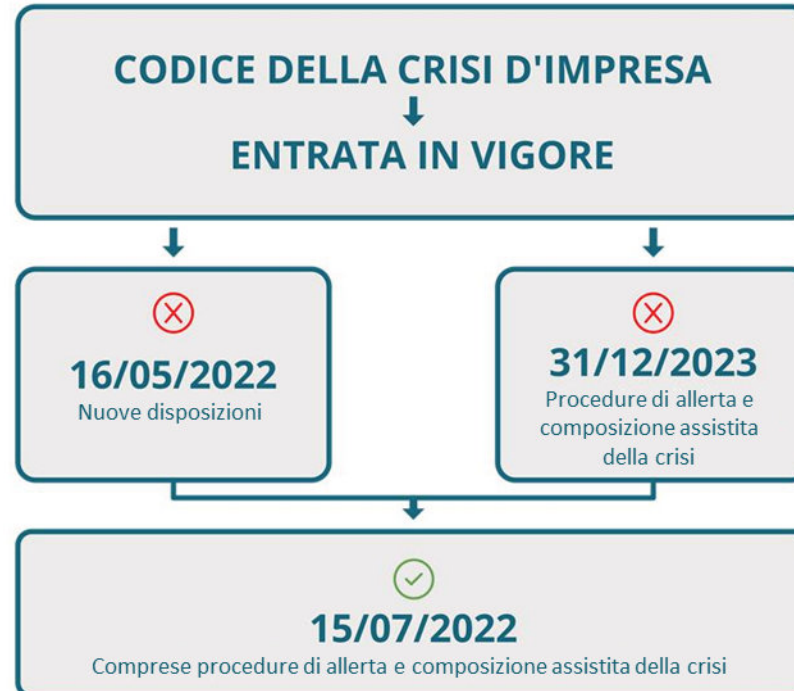 CODICE DELLA CRISI D'IMPRESA
ENTRATA IN VIGORE
16/05/2022
Nuove disposizioni
31/12/2023
Procedure di allerta e
composizione assistita
della crisi
15/07/2022
Comprese procedure di allerta e composizione assistita della crisi